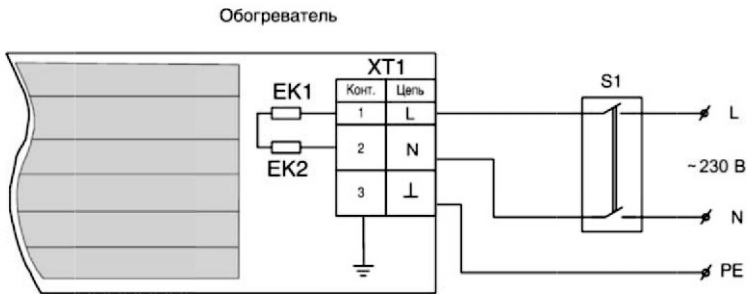 Обогреватель
XT1
S1
EK1
Конт. Цепь
1 L
L
2 N
EK2
~230 В
3 ⊥
N
PE